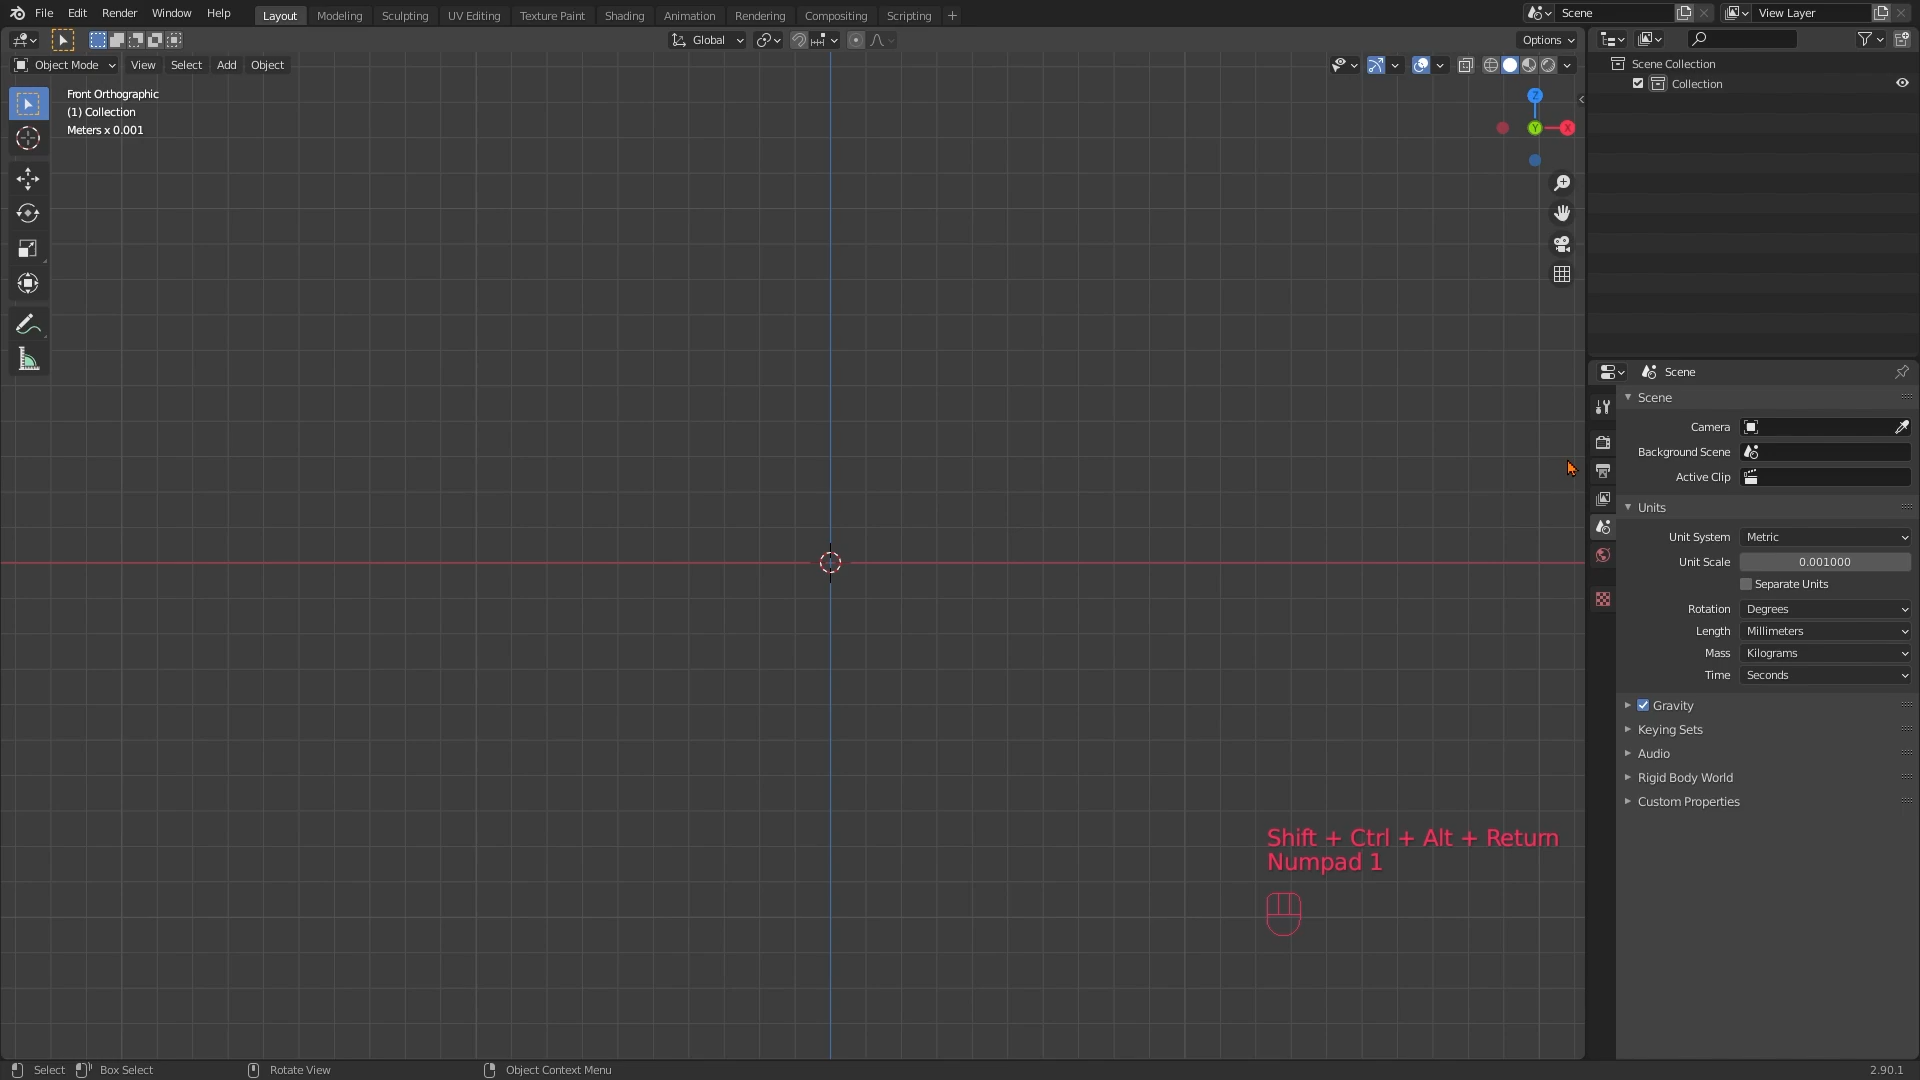 File Edit Render Window Help Layout Modeling Sculpting UV Editing Texture Paint Shading Animation Rendering Compositing Scripting + Scene View Layer
Global Options
Object Mode View Select Add Object
Front Orthographic
(1) Collection
Meters x 0.001
Z
Y
X
Scene Collection
Collection
Scene
Scene
Camera
Background Scene
Active Clip
Units
Unit System Metric
Unit Scale 0.001000
Separate Units
Rotation Degrees
Length Millimeters
Mass Kilograms
Time Seconds
Gravity
Keying Sets
Audio
Rigid Body World
Custom Properties
Shift + Ctrl + Alt + Return
Numpad 1
Select Box Select Rotate View Object Context Menu 2.90.1